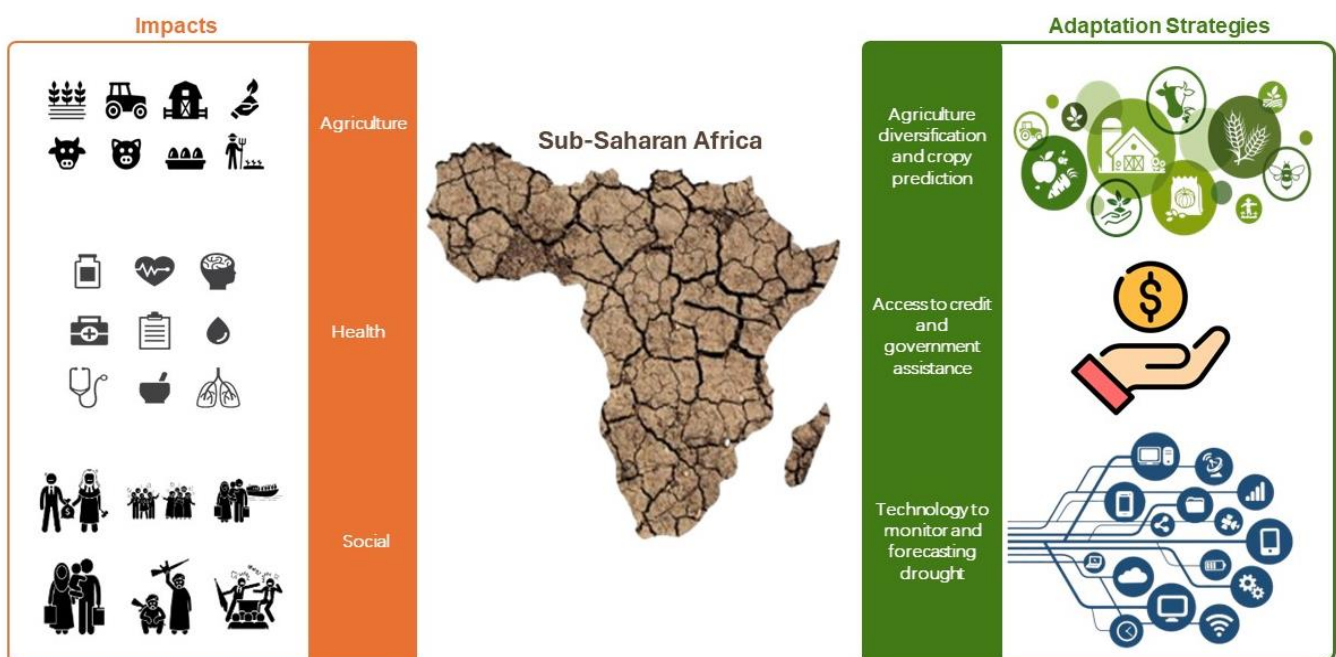 Impacts
Adaptation Strategies
Agriculture
Health
Social
Sub-Saharan Africa
Agriculture
diversification
and cropy
prediction
Access to credit
and
government
assistance
Technology to
monitor and
forecasting
drought